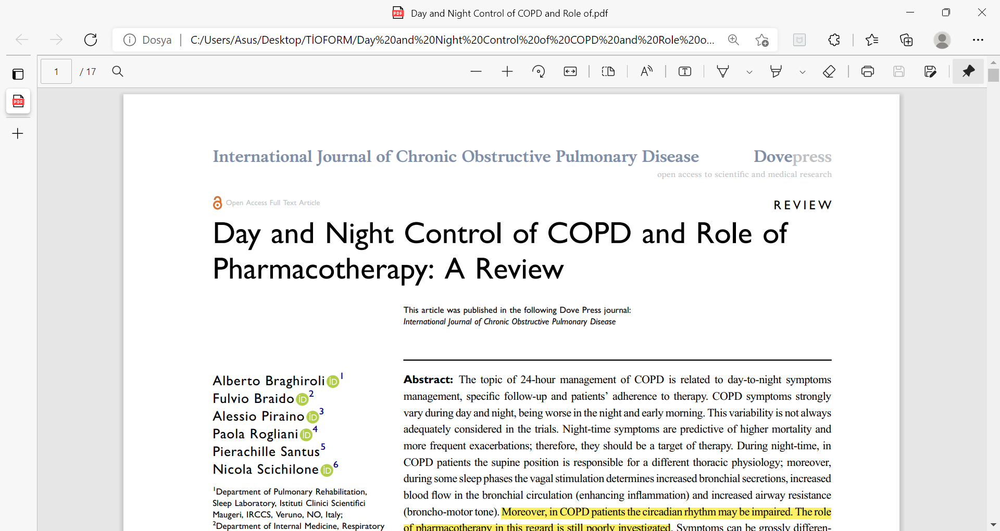 Day and Night Control of COPD and Role of.pdf
Dosya
C:/Users/Asus/Desktop/TİOFORM/Day%20and%20Night%20Control%20of%20COPD%20and%20Role%20o...
1 / 17
International Journal of Chronic Obstructive Pulmonary Disease
Dovepress
open access to scientific and medical research
Open Access Full Text Article
REVIEW
Day and Night Control of COPD and Role of
Pharmacotherapy: A Review
This article was published in the following Dove Press journal:
International Journal of Chronic Obstructive Pulmonary Disease
Alberto Braghiroli 1
Fulvio Braido 2
Alessio Piraino 3
Paola Rogliani 4
Pierachille Santus 5
Nicola Scichilone 6
1Department of Pulmonary Rehabilitation,
Sleep Laboratory, Istituti Clinici Scientifici
Maugeri, IRCCS, Veruno, NO, Italy;
2Department of Internal Medicine, Respiratory
Abstract: The topic of 24-hour management of COPD is related to day-to-night symptoms
management, specific follow-up and patients' adherence to therapy. COPD symptoms strongly
vary during day and night, being worse in the night and early morning. This variability is not always
adequately considered in the trials. Night-time symptoms are predictive of higher mortality and
more frequent exacerbations; therefore, they should be a target of therapy. During night-time, in
COPD patients the supine position is responsible for a different thoracic physiology; moreover,
during some sleep phases the vagal stimulation determines increased bronchial secretions, increased
blood flow in the bronchial circulation (enhancing inflammation) and increased airway resistance
(broncho-motor tone). Moreover, in COPD patients the circadian rhythm may be impaired. The role
of pharmacotherapy in this regard is still poorly investigated. Symptoms can be grossly differen-